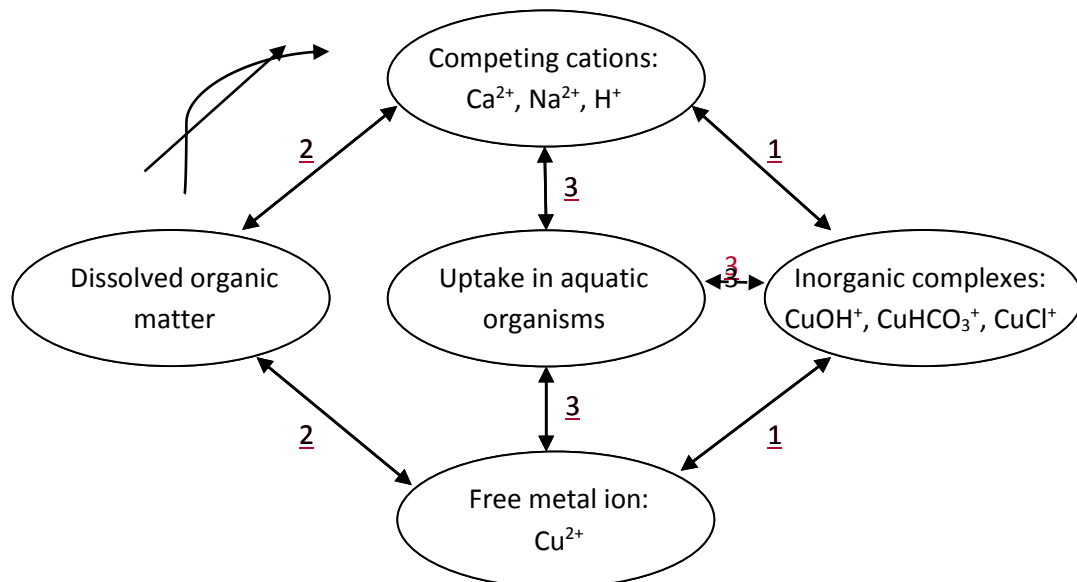 Competing cations:
Ca²⁺, Na²⁺, H⁺
2
1
3
Dissolved organic
matter
Uptake in aquatic
organisms
3
3
Inorganic complexes:
CuOH⁺, CuHCO₃⁺, CuCl⁺
2
3
1
Free metal ion:
Cu²⁺